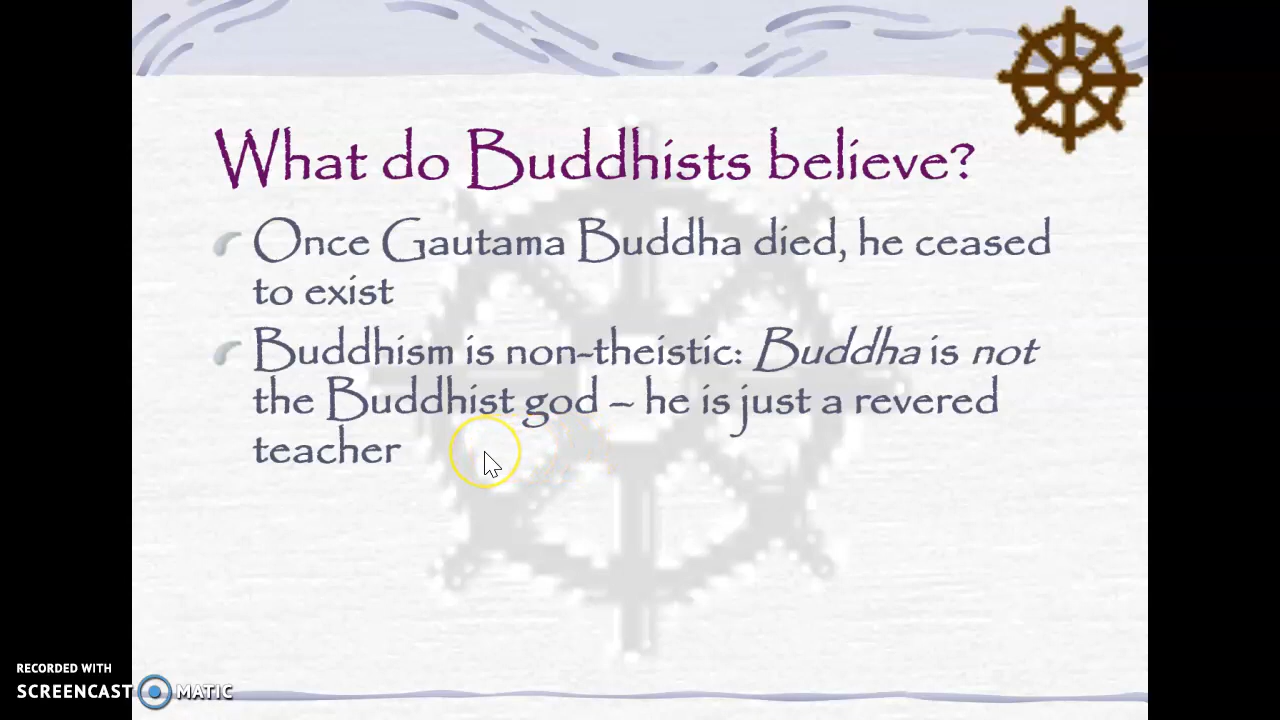 What do Buddhists believe?
Once Gautama Buddha died, he ceased
to exist
Buddhism is non-theistic: Buddha is not
the Buddhist god – he is just a revered
teacher
RECORDED WITH
SCREENCAST MATIC